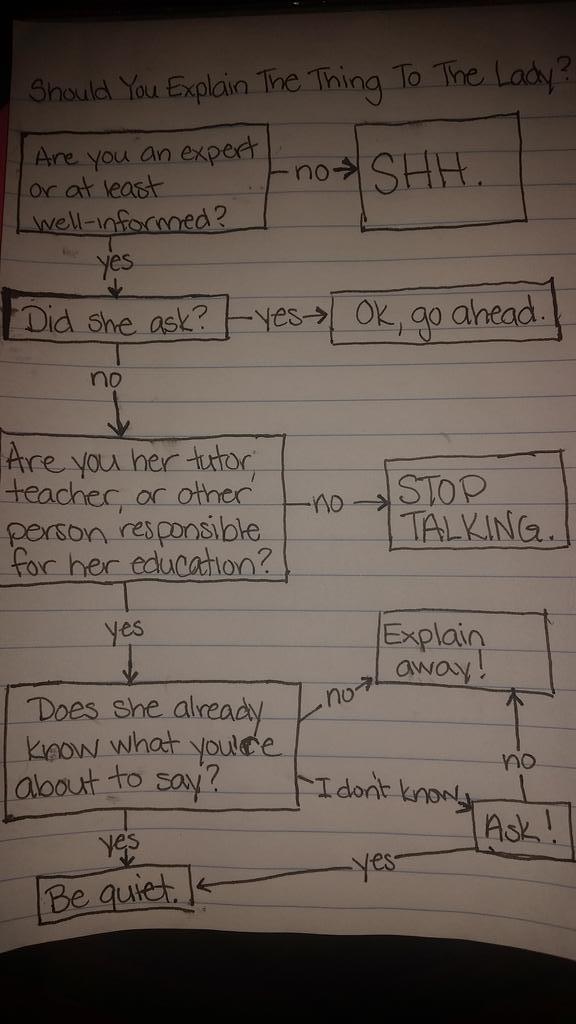 Should You Explain The Thing To The Lady?
Are you an expert
or at least
well-informed?
no
SHH.
yes
Did she ask?
yes
Ok, go ahead.
no
Are you her tutor,
teacher, or other
person responsible
for her education?
no
STOP
TALKING.
yes
Explain
away!
Does she already
know what you're
about to say?
no
no
I don't know
Ask!
yes
yes
Be quiet.